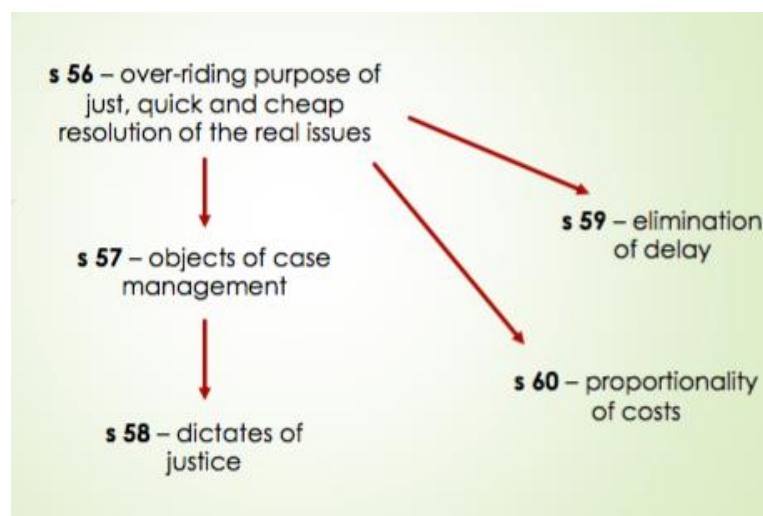 s 56 – over-riding purpose of
just, quick and cheap
resolution of the real issues
s 59 – elimination
of delay
s 57 – objects of case
management
s 60 – proportionality
of costs
s 58 – dictates of
justice